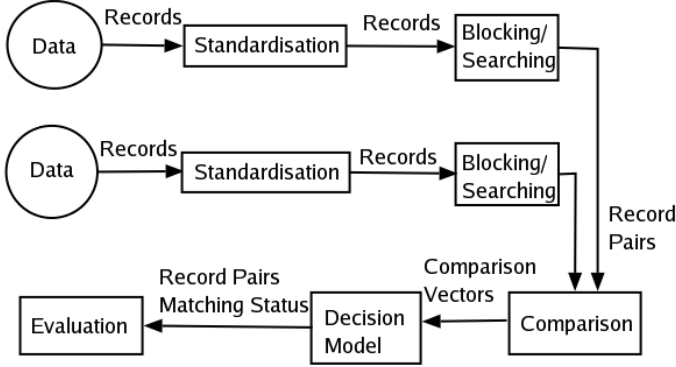 Data
Records
Standardisation
Records
Blocking/
Searching
Data
Records
Standardisation
Records
Blocking/
Searching
Record
Pairs
Comparison
Comparison
Vectors
Decision
Model
Record Pairs
Matching Status
Evaluation